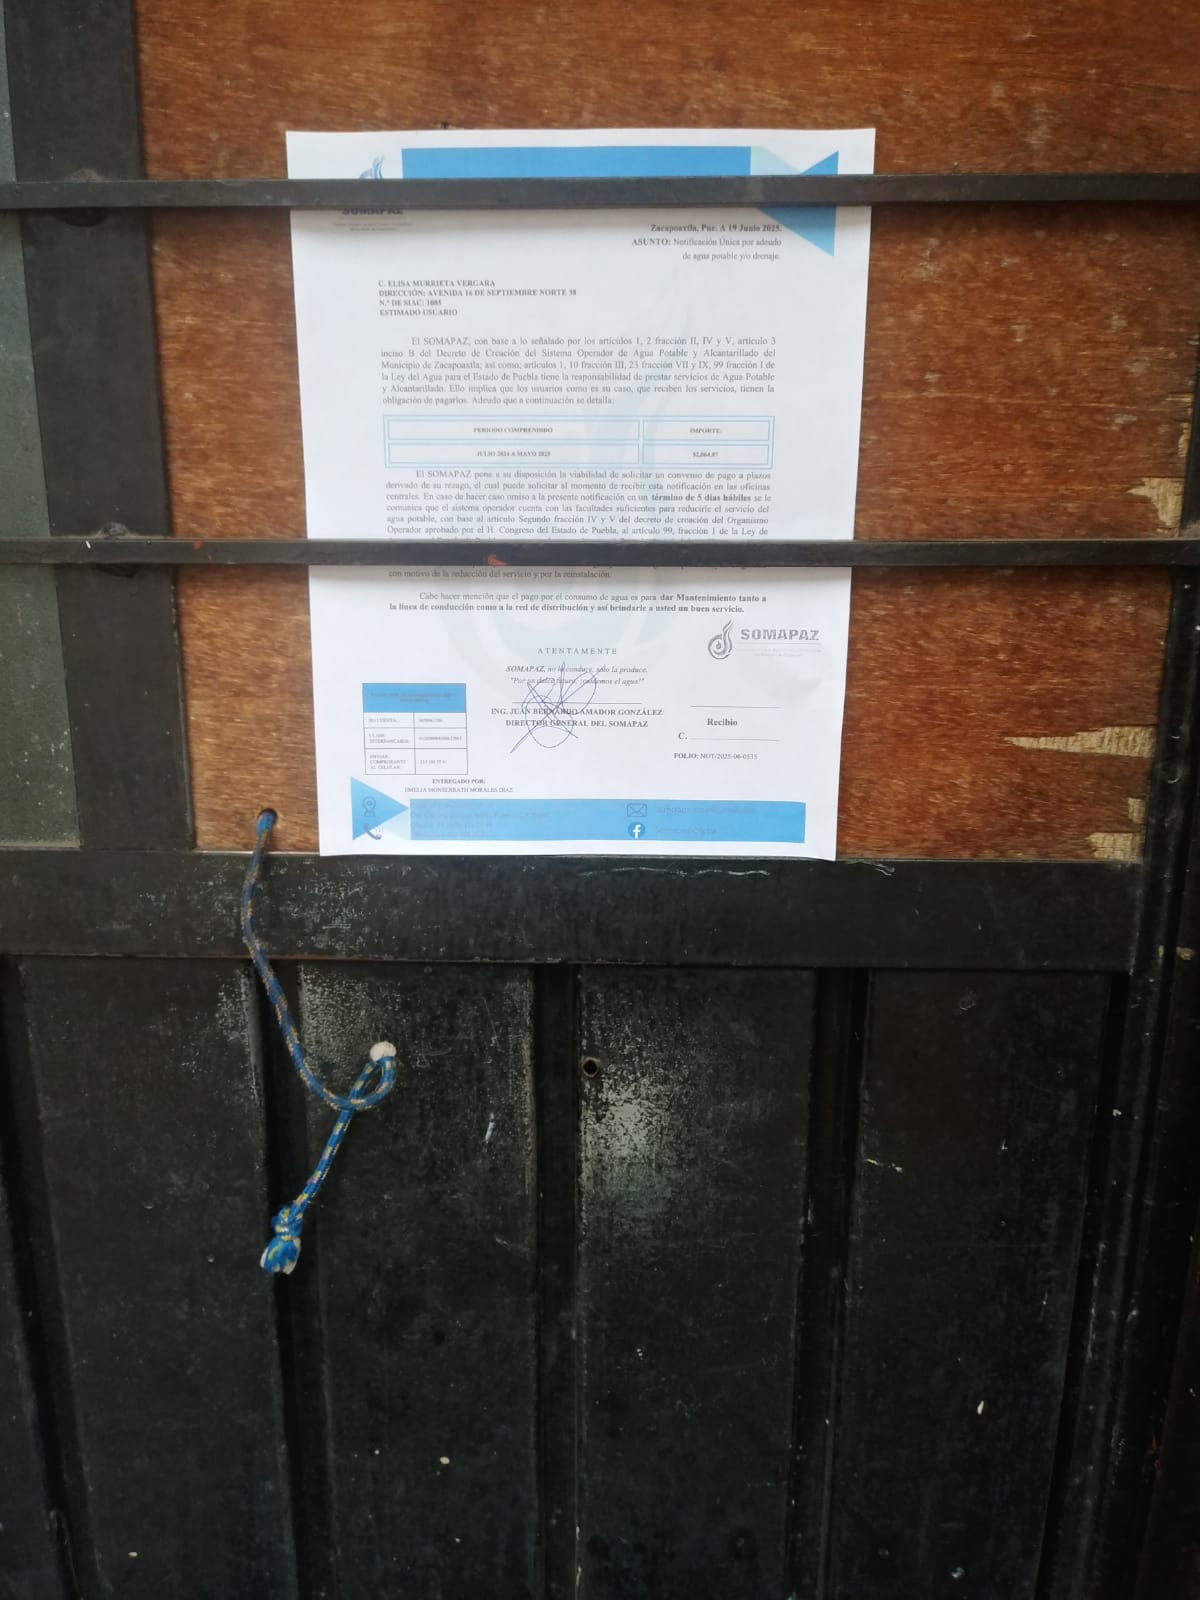 SOMAPAZ
Zacapoaxtla, Pue. A 19 Junio 2025.
ASUNTO: Notificación Única por adeudo
de agua potable y/o drenaje.
C. ELISA MURRIETA VERGARA
DIRECCIÓN: AVENIDA 16 DE SEPTIEMBRE NORTE 38
N.° DE SIAC: 1005
ESTIMADO USUARIO
El SOMAPAZ, con base a lo señalado por los artículos 1, 2 fracción II, IV y V, artículo 3
inciso B del Decreto de Creación del Sistema Operador de Agua Potable y Alcantarillado del
Municipio de Zacapoaxtla; así como; artículos 1, 10 fracción III, 23 fracción VII y IX, 99 fracción I de
la Ley del Agua para el Estado de Puebla tiene la responsabilidad de prestar servicios de Agua Potable
y Alcantarillado. Ello implica que los usuarios como es su caso, que reciben los servicios, tienen la
obligación de pagarlos. Adeudo que a continuación se detalla:
PERIODO COMPRENDIDO IMPORTE:
JULIO 2024 A MAYO 2025 $2,064.07
El SOMAPAZ pone a su disposición la viabilidad de solicitar un convenio de pago a plazos
derivado de su rezago, el cual puede solicitar al momento de recibir esta notificación en las oficinas
centrales. En caso de hacer caso omiso a la presente notificación en un término de 5 días hábiles se le
comunica que el sistema operador cuenta con las facultades suficientes para reducirle el servicio del
agua potable, con base al artículo Segundo fracción IV y V del decreto de creación del Organismo
Operador aprobado por el H. Congreso del Estado de Puebla, al artículo 99, fracción 1 de la Ley de
con motivo de la reducción del servicio y por la reinstalación.
Cabe hacer mención que el pago por el consumo de agua es para dar Mantenimiento tanto a
la línea de conducción como a la red de distribución y así brindarle a usted un buen servicio.
SOMAPAZ
ATENTAMENTE
SOMAPAZ, no la conduce, solo la produce.
"Por un dulce futuro, ¡cuidemos el agua!"
ING. JUAN BERNARDO AMADOR GONZÁLEZ
DIRECTOR GENERAL DEL SOMAPAZ
Recibio
C.
FOLIO: NOT/2025-06-0535
NO CUENTA:
CLABE
INTERBANCARIA:
ENVIAR
COMPROBANTE
AL CELULAR:
ENTREGADO POR:
EMELIA MONSERRATH MORALES DIAZ